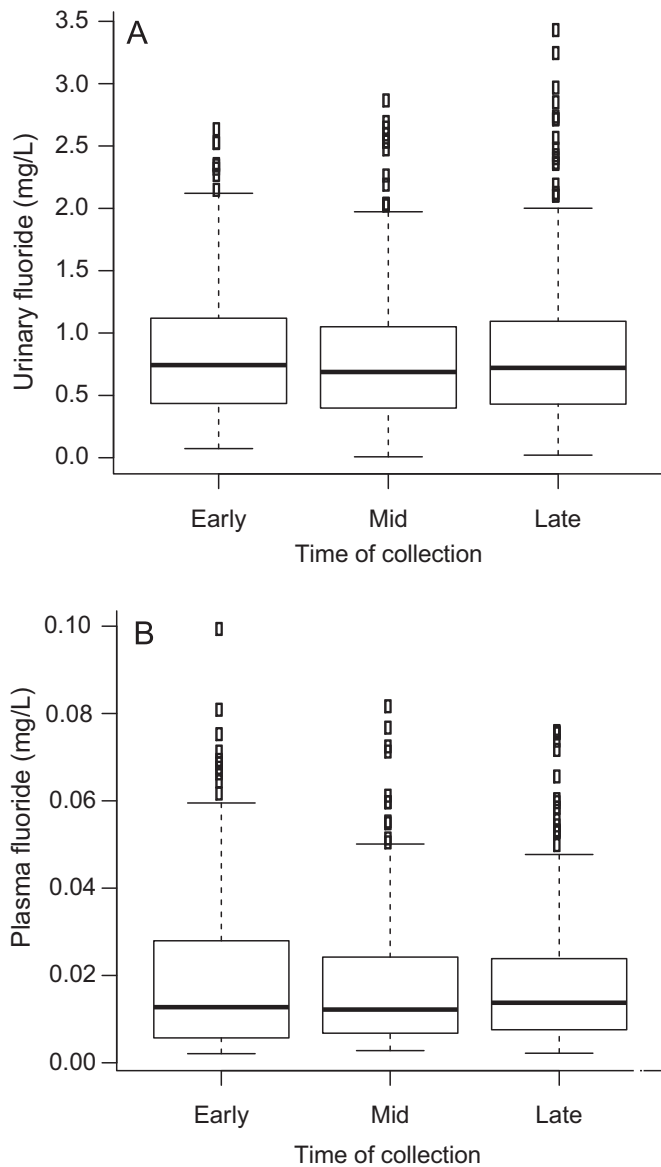 A
Urinary fluoride (mg/L)
3.5
3.0
2.5
2.0
1.5
1.0
0.5
0.0
Early Mid Late
Time of collection
B
Plasma fluoride (mg/L)
0.10
0.08
0.06
0.04
0.02
0.00
Early Mid Late
Time of collection